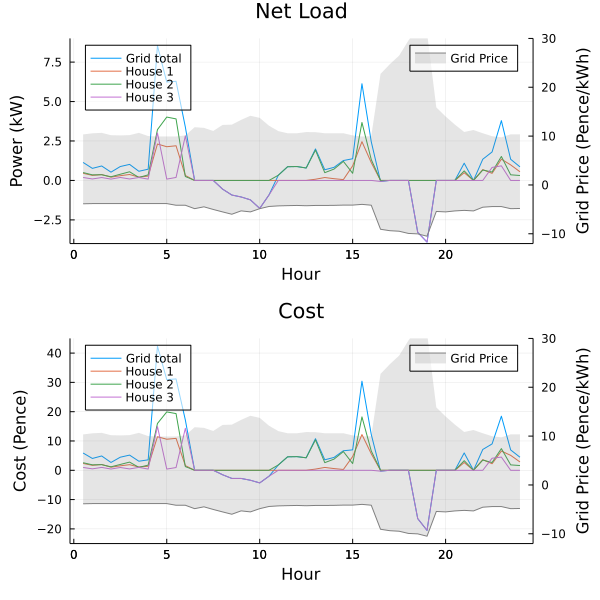 Net Load
Power (kW)
7.5
5.0
2.5
0.0
−2.5
Grid total
House 1
House 2
House 3
Grid Price
30
20
10
0
−10
Grid Price (Pence/kWh)
0 5 10 15 20
Hour
Cost
Cost (Pence)
40
30
20
10
0
−10
−20
Grid total
House 1
House 2
House 3
Grid Price
30
20
10
0
−10
Grid Price (Pence/kWh)
0 5 10 15 20
Hour